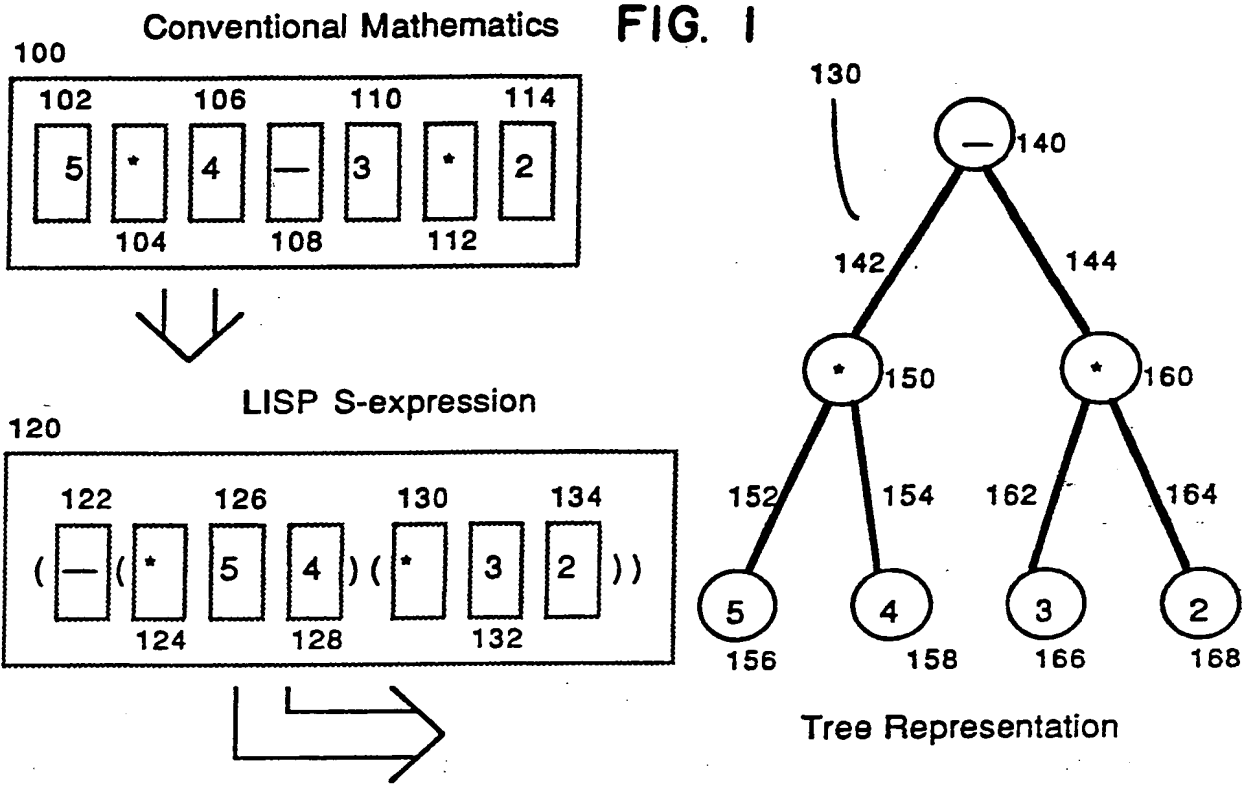 Conventional Mathematics
FIG. 1
100
102 106 110 114
5 * 4 — 3 * 2
104 108 112
LISP S-expression
120
122 126 130 134
( — ( * 5 4 ) ( * 3 2 ) )
124 128 132
130
— 140
142 144
* 150 * 160
152 154 162 164
5 4 3 2
156 158 166 168
Tree Representation